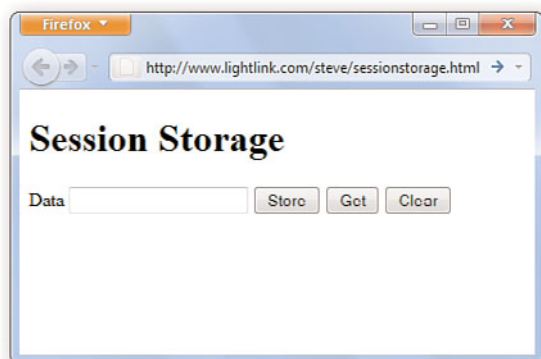 Firefox
http://www.lightlink.com/steve/sessionstorage.html
Session Storage
Data Store Get Clear